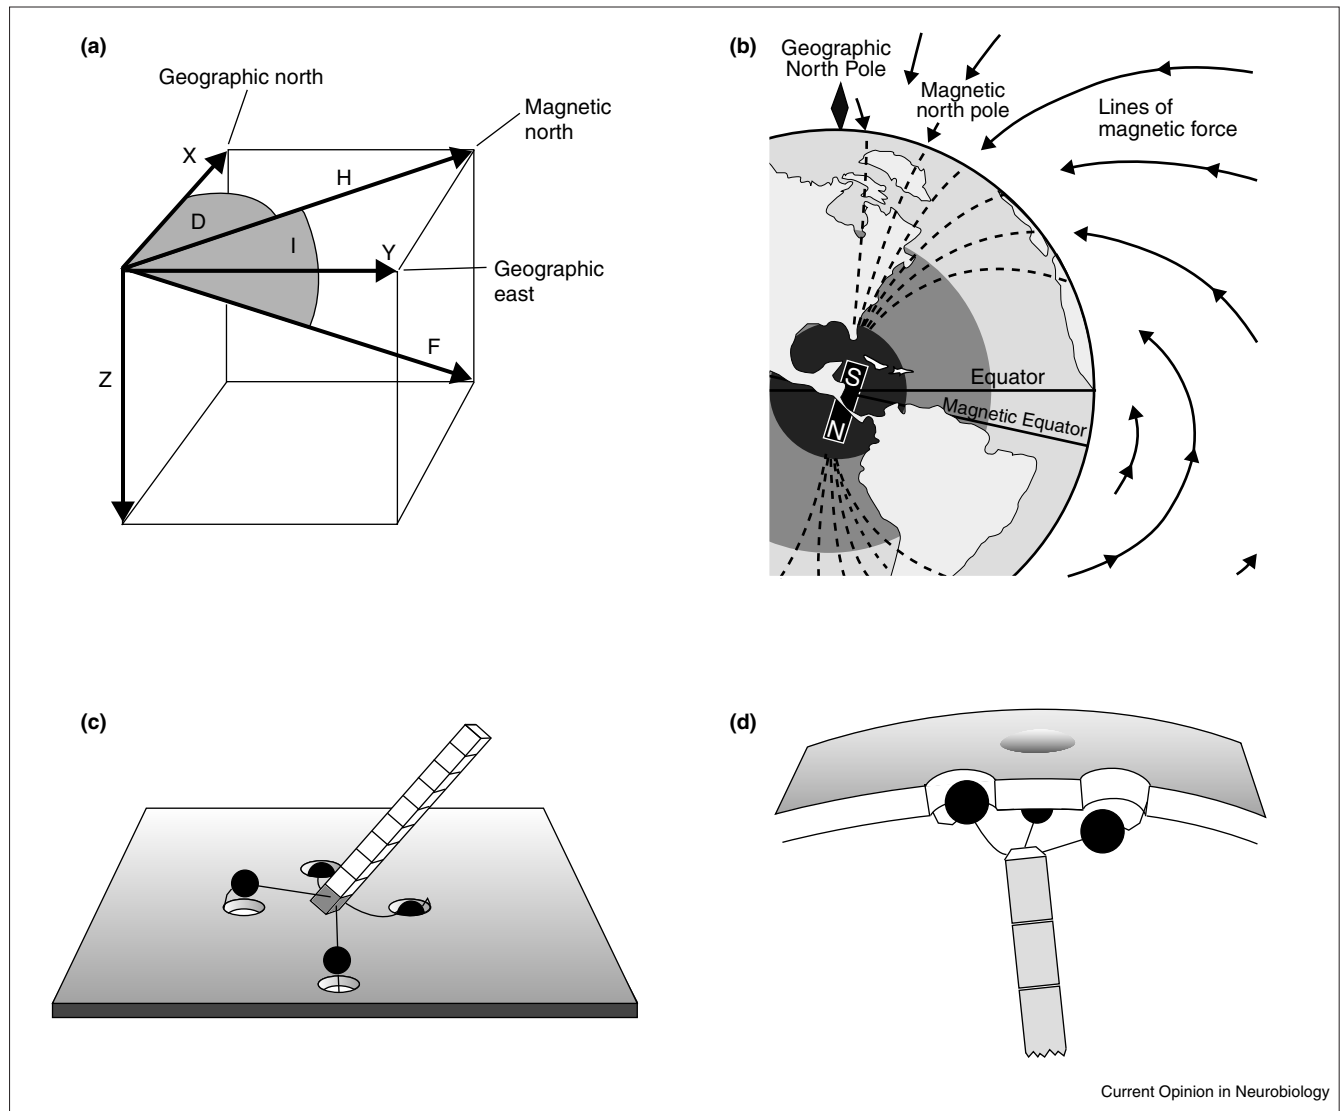 (a)
Geographic north
Magnetic
north
X
H
D
I
Y
Geographic
east
F
Z
(b)
Geographic
North Pole
Magnetic
north pole
Lines of
magnetic force
S
Equator
Magnetic Equator
N
(c)
(d)
Current Opinion in Neurobiology